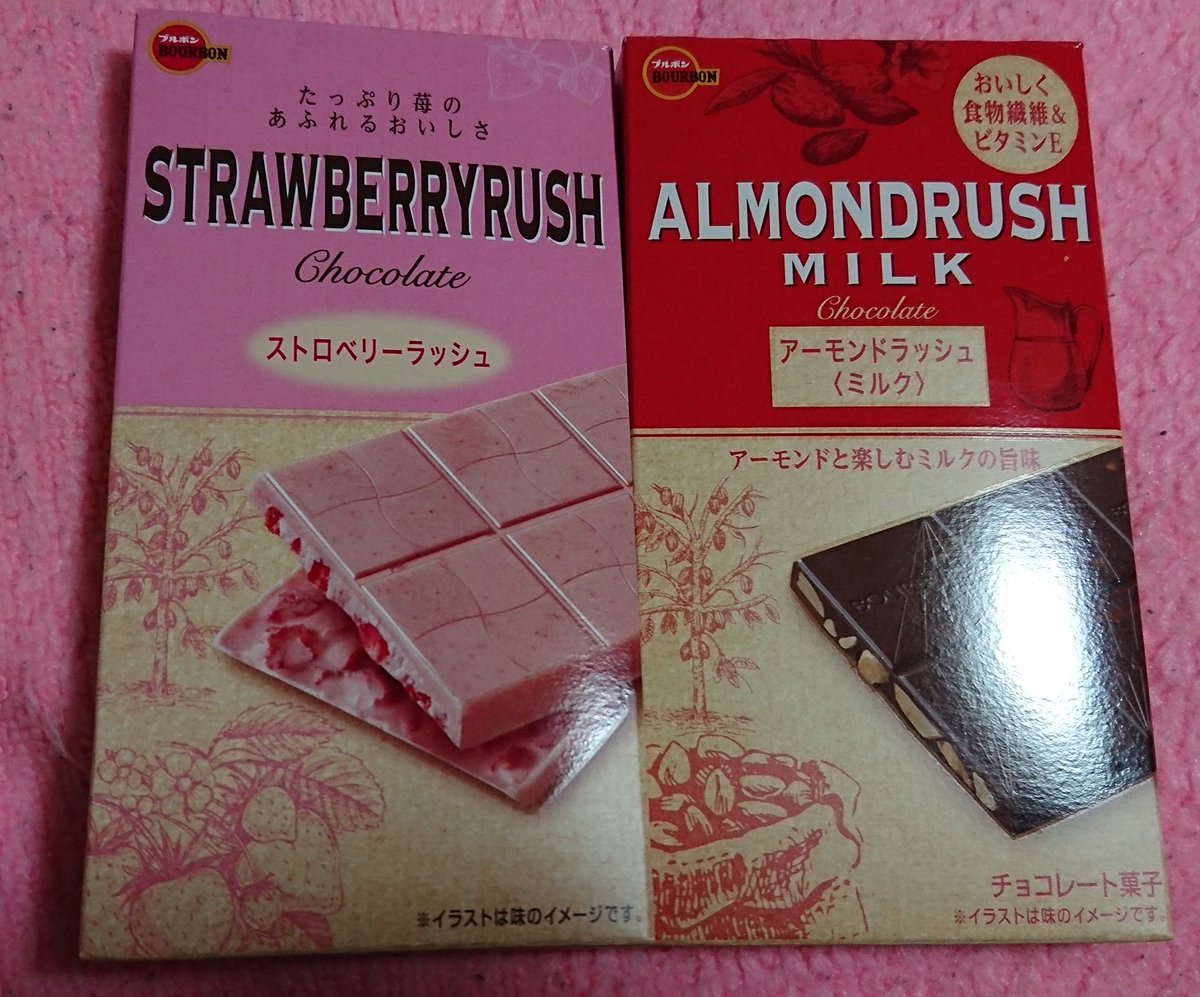 ブルボン
BOURBON
たっぷり苺の
あふれるおいしさ
STRAWBERRYRUSH
Chocolate
ストロベリーラッシュ
※イラストは味のイメージです。
ブルボン
BOURBON
おいしく
食物繊維&
ビタミンE
ALMONDRUSH
MILK
Chocolate
アーモンドラッシュ
〈ミルク〉
アーモンドと楽しむミルクの旨味
チョコレート菓子
※イラストは味のイメージです。